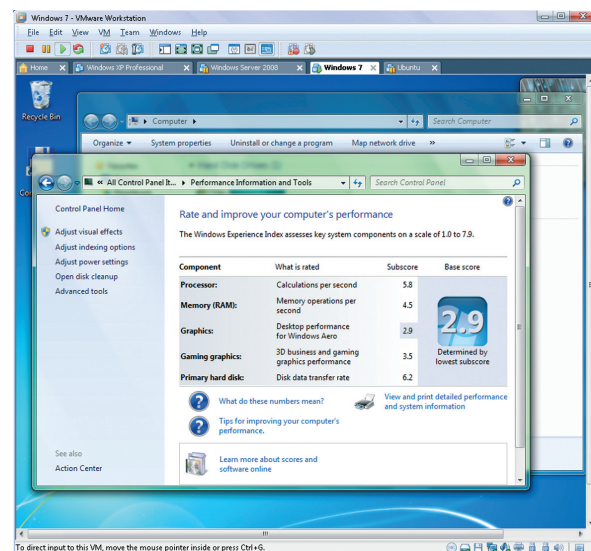 Windows 7 - VMware Workstation
File Edit View VM Team Windows Help
Home Windows XP Professional Windows Server 2008 Windows 7 Ubuntu
Recycle Bin
Computer
Search Computer
Organize System properties Uninstall or change a program Map network drive »
« All Control Panel It... Performance Information and Tools
Search Control Panel
Control Panel Home
Adjust visual effects
Adjust indexing options
Adjust power settings
Open disk cleanup
Advanced tools
See also
Action Center
Rate and improve your computer's performance
The Windows Experience Index assesses key system components on a scale of 1.0 to 7.9.
Component What is rated Subscore Base score
Processor: Calculations per second 5.8
Memory (RAM): Memory operations per second 4.5
Graphics: Desktop performance for Windows Aero 2.9
Gaming graphics: 3D business and gaming graphics performance 3.5
Primary hard disk: Disk data transfer rate 6.2
2.9
Determined by
lowest subscore
What do these numbers mean?
Tips for improving your computer's
performance.
View and print detailed performance
and system information
Learn more about scores and
software online
To direct input to this VM, move the mouse pointer inside or press Ctrl+G.